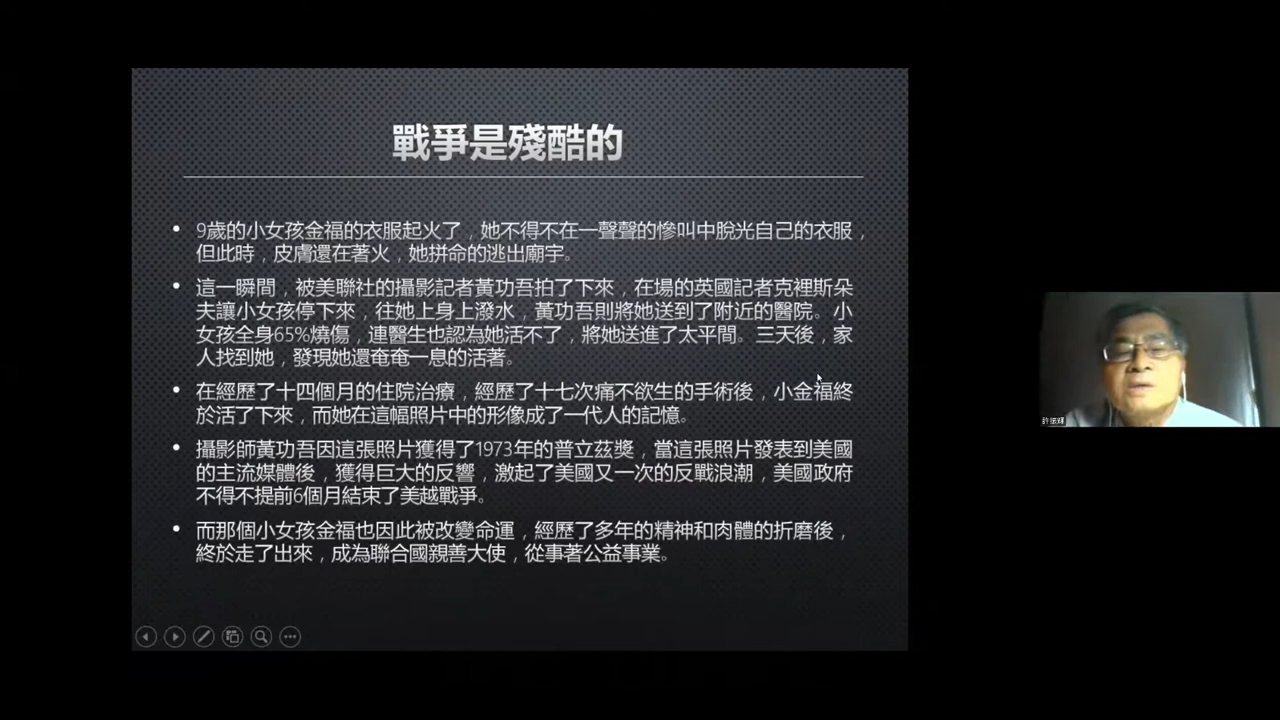 戰爭是殘酷的
• 9歲的小女孩金福的衣服起火了，她不得不在一聲聲的慘叫中脫光自己的衣服，
但此時，皮膚還在著火，她拼命的逃出廟宇。
• 這一瞬間，被美聯社的攝影記者黃功吾拍了下來，在場的英國記者克裡斯朵
夫讓小女孩停下來，往她上身上潑水，黃功吾則將她送到了附近的醫院。小
女孩全身65%燒傷，連醫生也認為她活不了，將她送進了太平間。三天後，家
人找到她，發現她還奄奄一息的活著。
• 在經歷了十四個月的住院治療，經歷了十七次痛不欲生的手術後，小金福終
於活了下來，而她在這幅照片中的形像成了一代人的記憶。
• 攝影師黃功吾因這張照片獲得了1973年的普立茲獎，當這張照片發表到美國
的主流媒體後，獲得巨大的反響，激起了美國又一次的反戰浪潮，美國政府
不得不提前6個月結束了美越戰爭。
• 而那個小女孩金福也因此被改變命運，經歷了多年的精神和肉體的折磨後，
終於走了出來，成為聯合國親善大使，從事著公益事業。